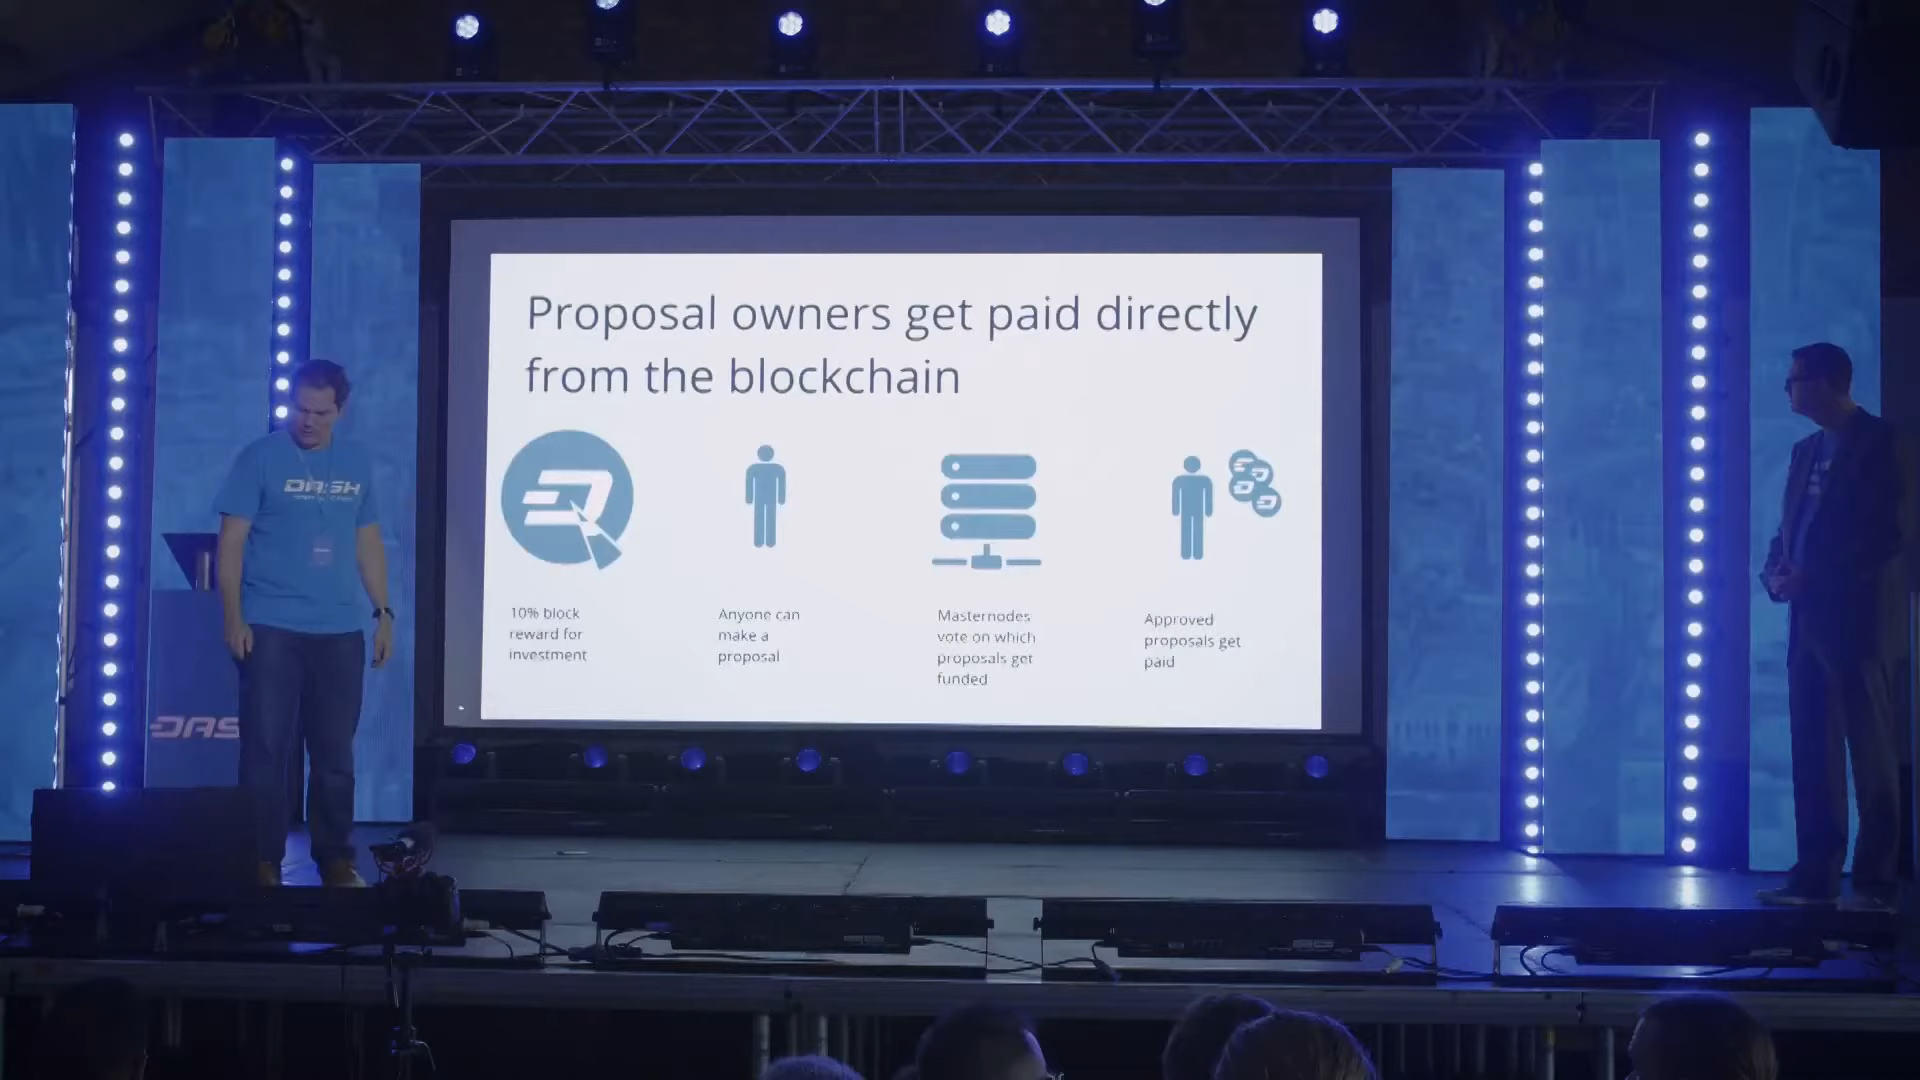 Proposal owners get paid directly
from the blockchain
10% block
reward for
investment
Anyone can
make a
proposal
Masternodes
vote on which
proposals get
funded
Approved
proposals get
paid
DASH
DAS